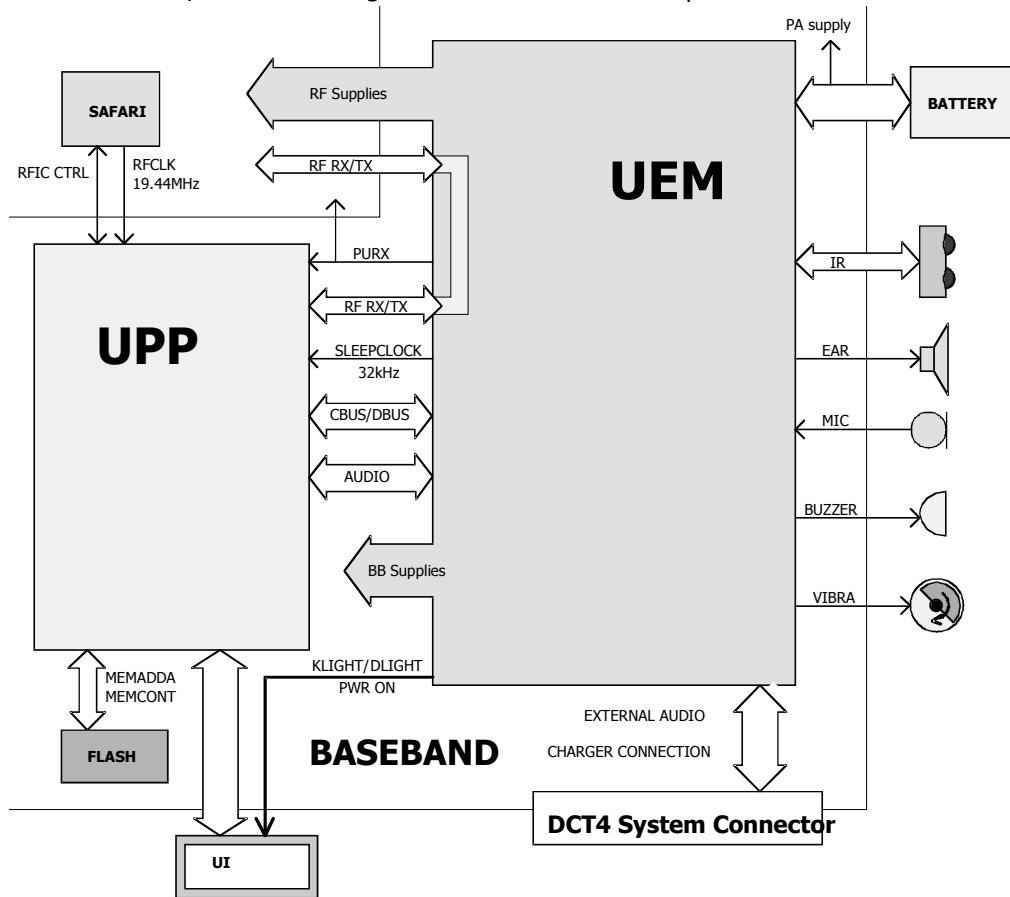 PA supply
RF Supplies
SAFARI
BATTERY
RFIC CTRL
RFCLK
19.44MHz
RF RX/TX
UEM
PURX
IR
RF RX/TX
UPP
SLEEPCLOCK
32kHz
EAR
CBUS/DBUS
MIC
AUDIO
BUZZER
BB Supplies
VIBRA
KLIGHT/DLIGHT
PWR ON
MEMADDA
MEMCONT
EXTERNAL AUDIO
FLASH
BASEBAND
CHARGER CONNECTION
DCT4 System Connector
UI